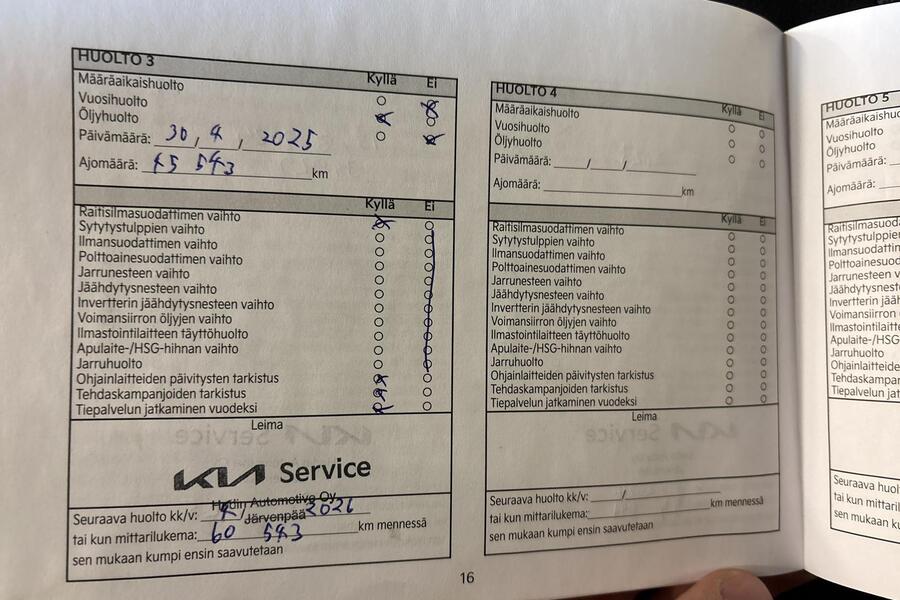 HUOLTO 3
Kyllä Ei
Määräaikaishuolto
Vuosihuolto
Öljyhuolto
Päivämäärä: 30, 4, 2025
Ajomäärä: 45 543 km
Kyllä Ei
Raitisilmasuodattimen vaihto
Sytytystulppien vaihto
Ilmansuodattimen vaihto
Polttoainesuodattimen vaihto
Jarrunesteen vaihto
Jäähdytysnesteen vaihto
Invertterin jäähdytysnesteen vaihto
Voimansiirron öljyjen vaihto
Ilmastointilaitteen täyttöhuolto
Apulaite-/HSG-hihnan vaihto
Jarruhuolto
Ohjainlaitteiden päivitysten tarkistus
Tehdaskampanjoiden tarkistus
Tiepalvelun jatkaminen vuodeksi
Leima
KIA Service
Hedin Automotive Oy
Järvenpää
Seuraava huolto kk/v: 4/2026
tai kun mittarilukema: 60 543 km mennessä
sen mukaan kumpi ensin saavutetaan
16
HUOLTO 4
Kyllä Ei
Määräaikaishuolto
Vuosihuolto
Öljyhuolto
Päivämäärä: / /
Ajomäärä: km
Kyllä Ei
Raitisilmasuodattimen vaihto
Sytytystulppien vaihto
Ilmansuodattimen vaihto
Polttoainesuodattimen vaihto
Jarrunesteen vaihto
Jäähdytysnesteen vaihto
Invertterin jäähdytysnesteen vaihto
Voimansiirron öljyjen vaihto
Ilmastointilaitteen täyttöhuolto
Apulaite-/HSG-hihnan vaihto
Jarruhuolto
Ohjainlaitteiden päivitysten tarkistus
Tehdaskampanjoiden tarkistus
Tiepalvelun jatkaminen vuodeksi
Leima
Seuraava huolto kk/v: /
tai kun mittarilukema: km mennessä
sen mukaan kumpi ensin saavutetaan
HUOLTO 5
Vuosihuolto
Öljyhuolto
Päivämäärä:
Ajomäärä: